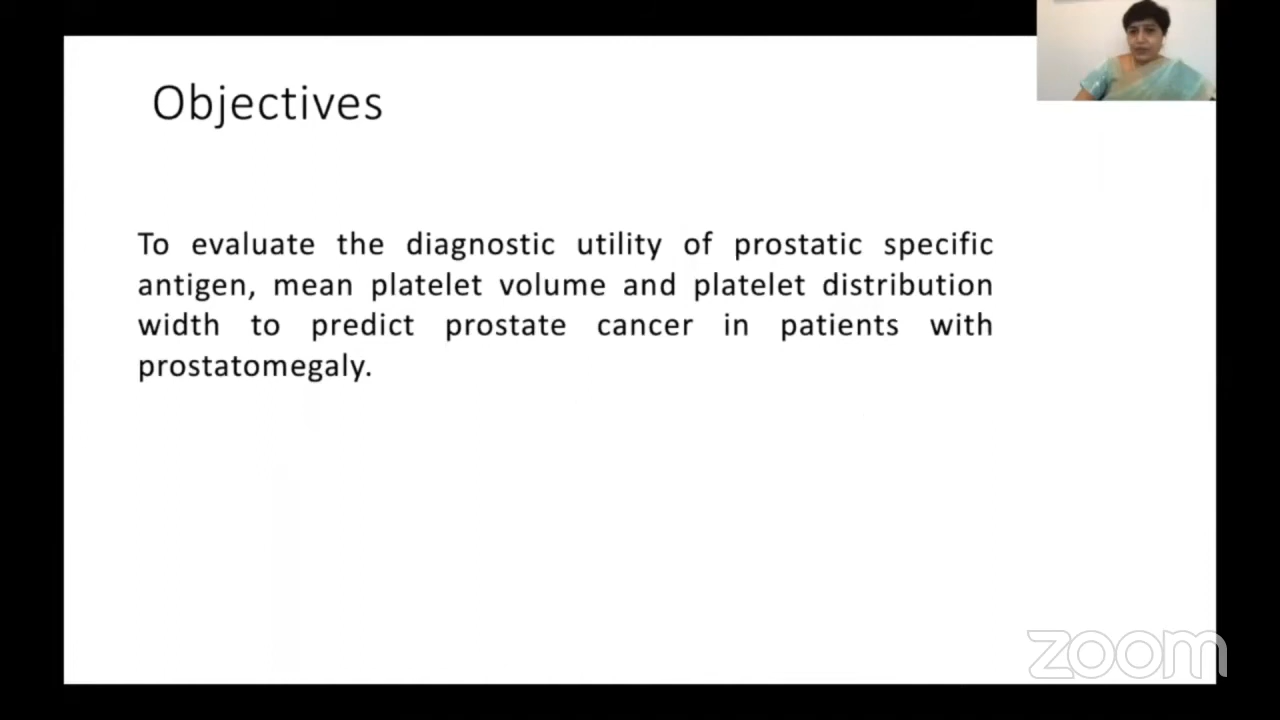 Objectives
To evaluate the diagnostic utility of prostatic specific
antigen, mean platelet volume and platelet distribution
width to predict prostate cancer in patients with
prostatomegaly.
zoom